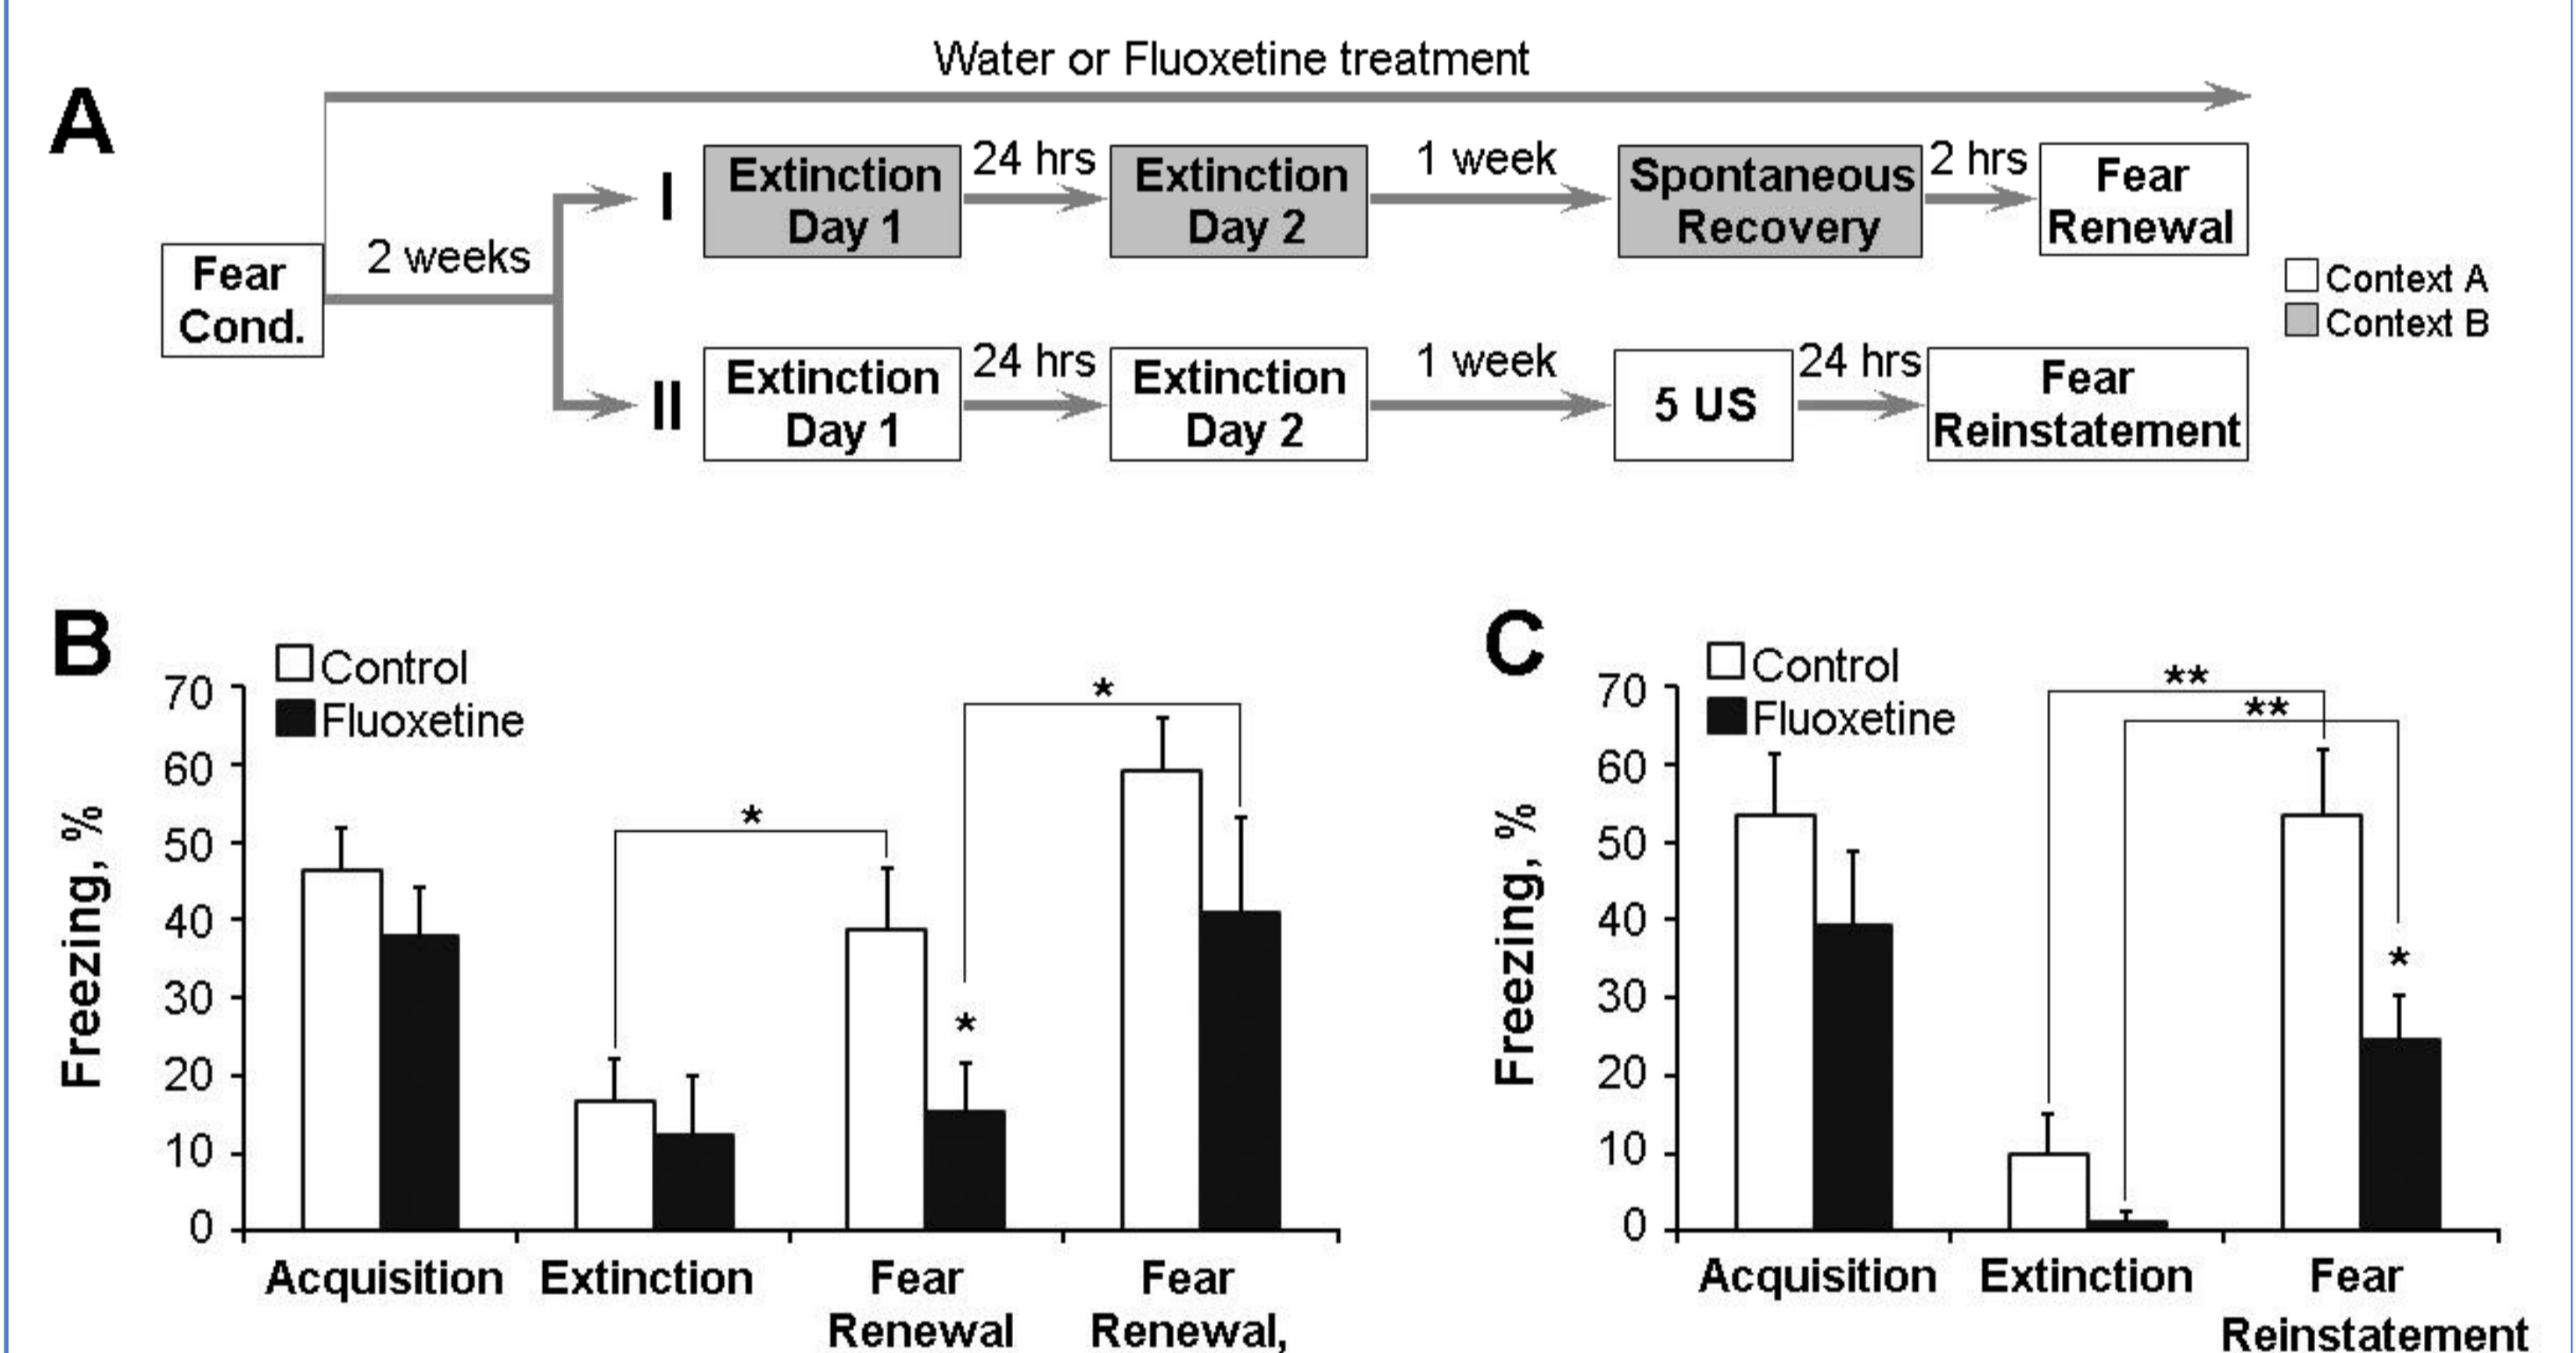 Water or Fluoxetine treatment
A
I
Extinction
Day 1
24 hrs
Extinction
Day 2
1 week
Spontaneous
Recovery
2 hrs
Fear
Renewal
Fear
Cond.
2 weeks
Context A
Context B
II
Extinction
Day 1
24 hrs
Extinction
Day 2
1 week
5 US
24 hrs
Fear
Reinstatement
B
Control
Fluoxetine
Freezing, %
70
60
50
40
30
20
10
0
*
*
*
Acquisition
Extinction
Fear
Renewal
Fear
Renewal,
C
Control
Fluoxetine
Freezing, %
70
60
50
40
30
20
10
0
**
**
*
Acquisition
Extinction
Fear
Reinstatement